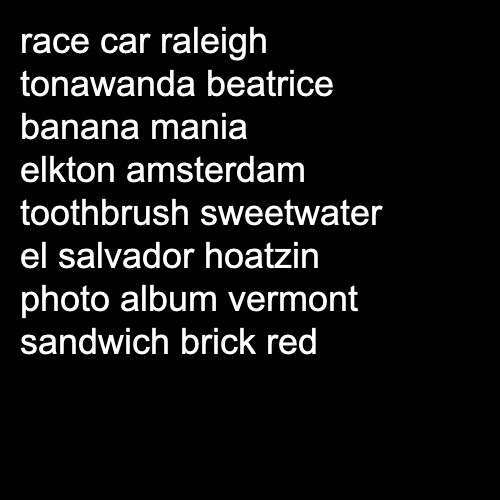 race car raleigh
tonawanda beatrice
banana mania
elkton amsterdam
toothbrush sweetwater
el salvador hoatzin
photo album vermont
sandwich brick red